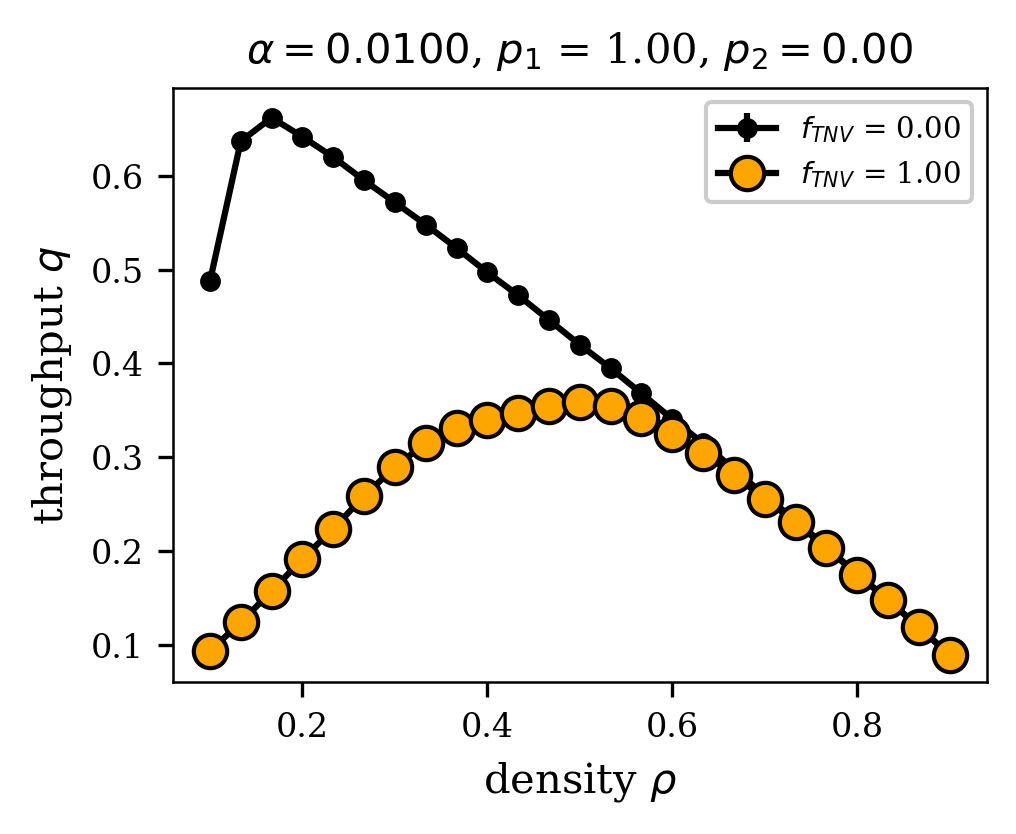 α = 0.0100, p₁ = 1.00, p₂ = 0.00
f_TNV = 0.00
f_TNV = 1.00
throughput q
0.6
0.5
0.4
0.3
0.2
0.1
0.2 0.4 0.6 0.8
density ρ